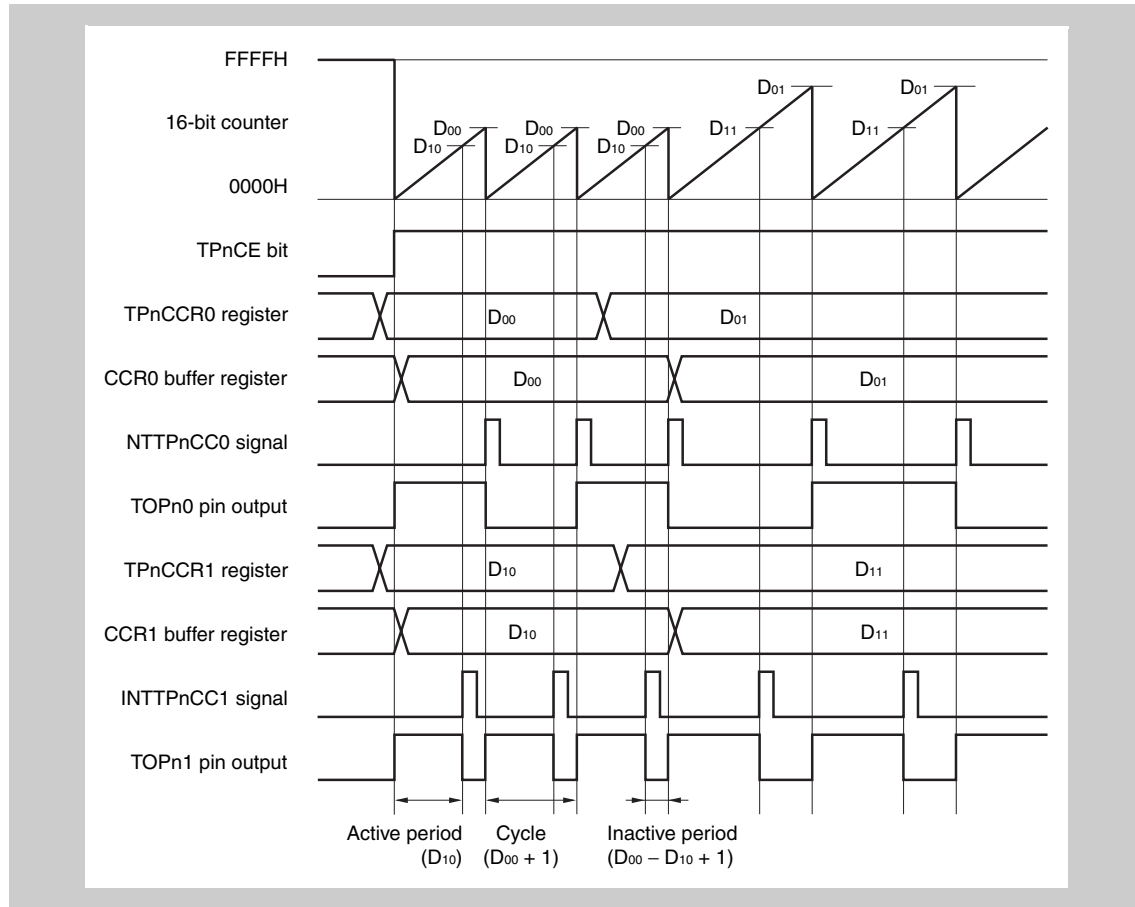 FFFFH
16-bit counter
D01 D01
D00 D00 D00 D11 D11
D10 D10 D10
0000H
TPnCE bit
TPnCCR0 register D00 D01
CCR0 buffer register D00 D01
NTTPnCC0 signal
TOPn0 pin output
TPnCCR1 register D10 D11
CCR1 buffer register D10 D11
INTTPnCC1 signal
TOPn1 pin output
Active period Cycle Inactive period
(D10) (D00 + 1) (D00 − D10 + 1)